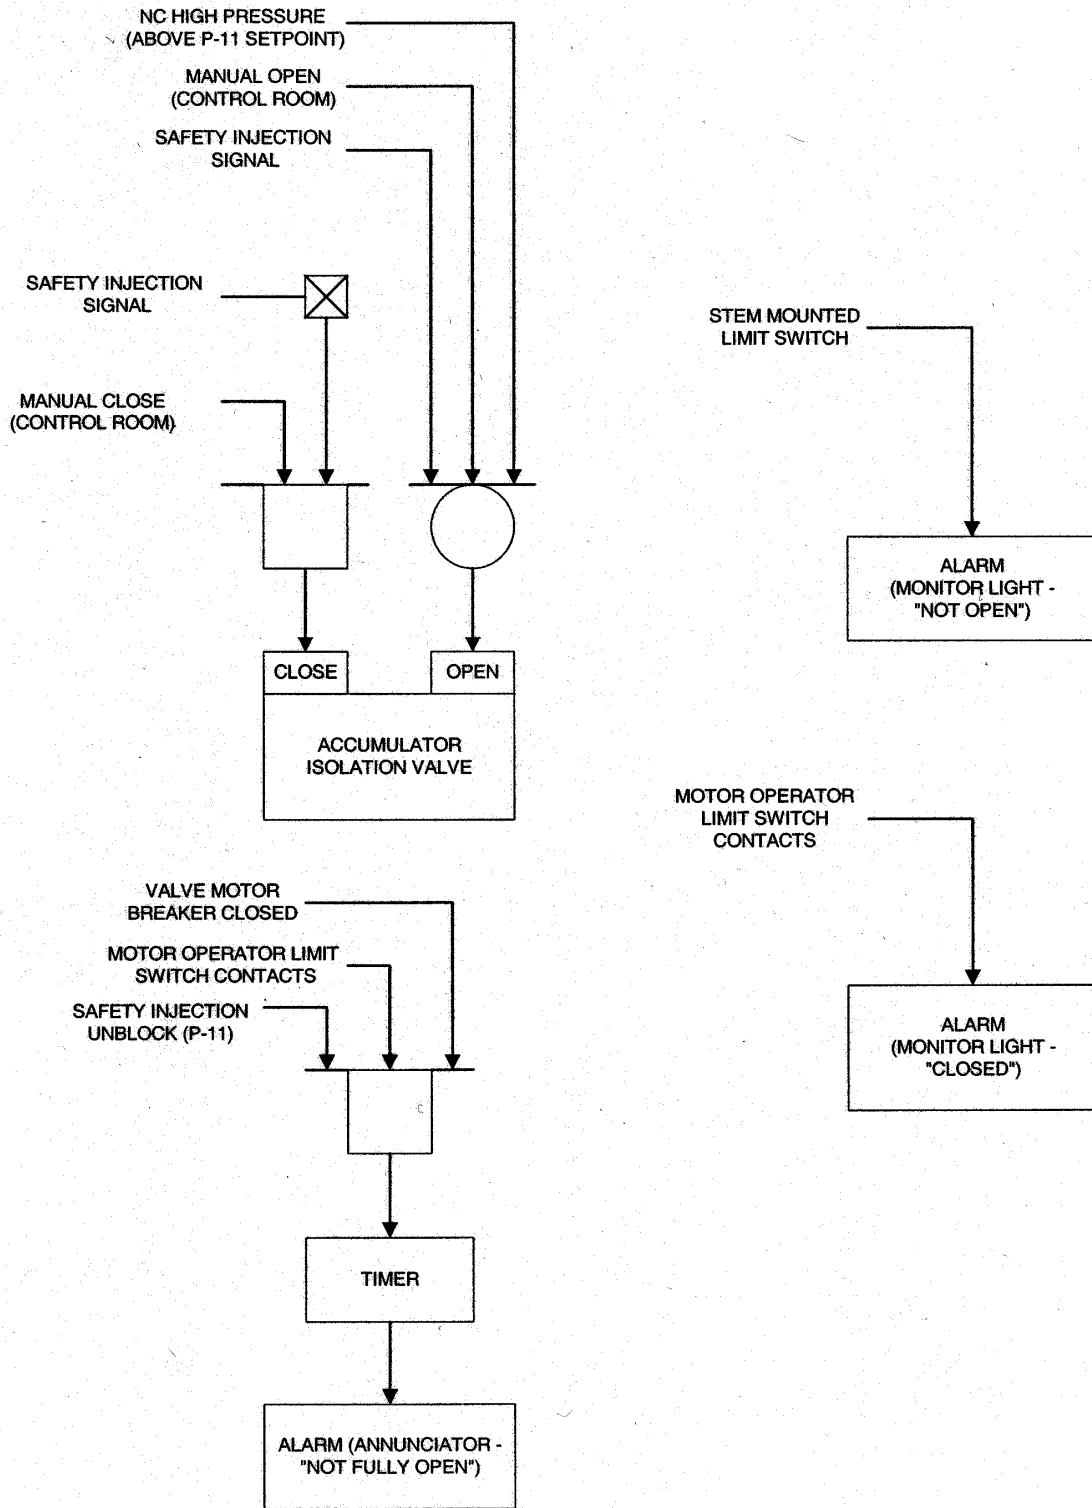 NC HIGH PRESSURE
(ABOVE P-11 SETPOINT)
MANUAL OPEN
(CONTROL ROOM)
SAFETY INJECTION
SIGNAL
SAFETY INJECTION
SIGNAL
MANUAL CLOSE
(CONTROL ROOM)
CLOSE
OPEN
ACCUMULATOR
ISOLATION VALVE
STEM MOUNTED
LIMIT SWITCH
ALARM
(MONITOR LIGHT -
"NOT OPEN")
MOTOR OPERATOR
LIMIT SWITCH
CONTACTS
ALARM
(MONITOR LIGHT -
"CLOSED")
VALVE MOTOR
BREAKER CLOSED
MOTOR OPERATOR LIMIT
SWITCH CONTACTS
SAFETY INJECTION
UNBLOCK (P-11)
TIMER
ALARM (ANNUNCIATOR -
"NOT FULLY OPEN")